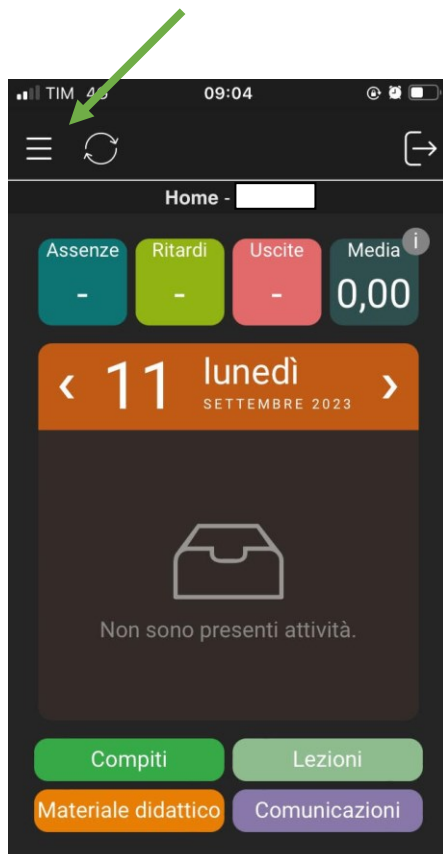 TIM 4G 09:04
Home -
Assenze Ritardi Uscite Media i
- - - 0,00
11 lunedì
SETTEMBRE 2023
Non sono presenti attività.
Compiti Lezioni
Materiale didattico Comunicazioni